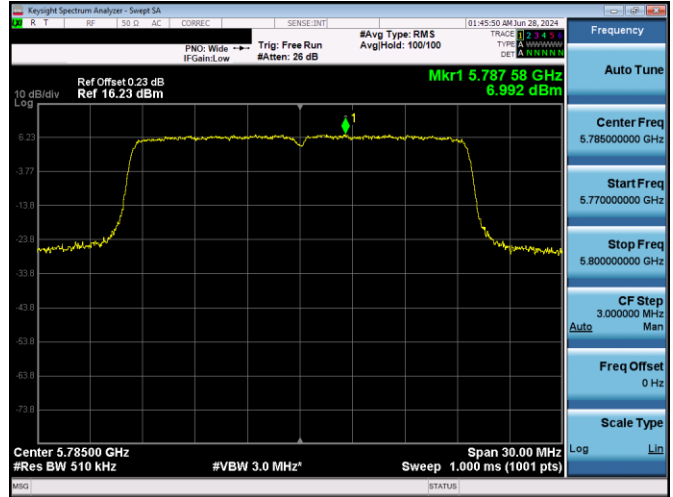 Keysight Spectrum Analyzer - Swept SA
R T RF 50 Ω AC CORREC SENSE:INT 01:45:50 AM Jun 28, 2024
#Avg Type: RMS TRACE 1 2 3 4 5 6
PNO: Wide Trig: Free Run Avg|Hold: 100/100 TYPE A WWWWW
IFGain:Low #Atten: 26 dB DET A N N N N N
Mkr1 5.787 58 GHz
6.992 dBm
Ref Offset 0.23 dB
10 dB/div Ref 16.23 dBm
Log
1
6.23
-3.77
-13.8
-23.8
-33.8
-43.8
-53.8
-63.8
-73.8
Center 5.78500 GHz Span 30.00 MHz
#Res BW 510 kHz #VBW 3.0 MHz* Sweep 1.000 ms (1001 pts)
MSG STATUS
Frequency
Auto Tune
Center Freq
5.785000000 GHz
Start Freq
5.770000000 GHz
Stop Freq
5.800000000 GHz
CF Step
3.000000 MHz
Auto Man
Freq Offset
0 Hz
Scale Type
Log Lin